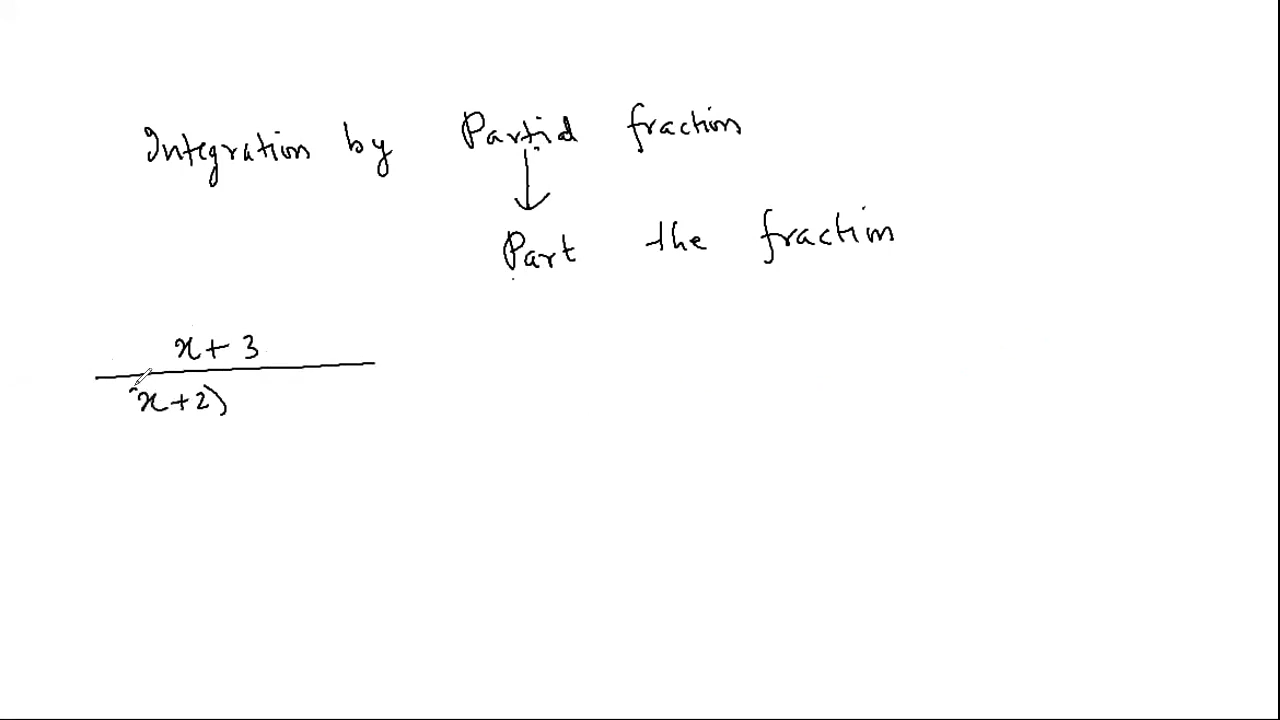 Integration by Partial fraction
Part the fraction
x + 3
x + 2)